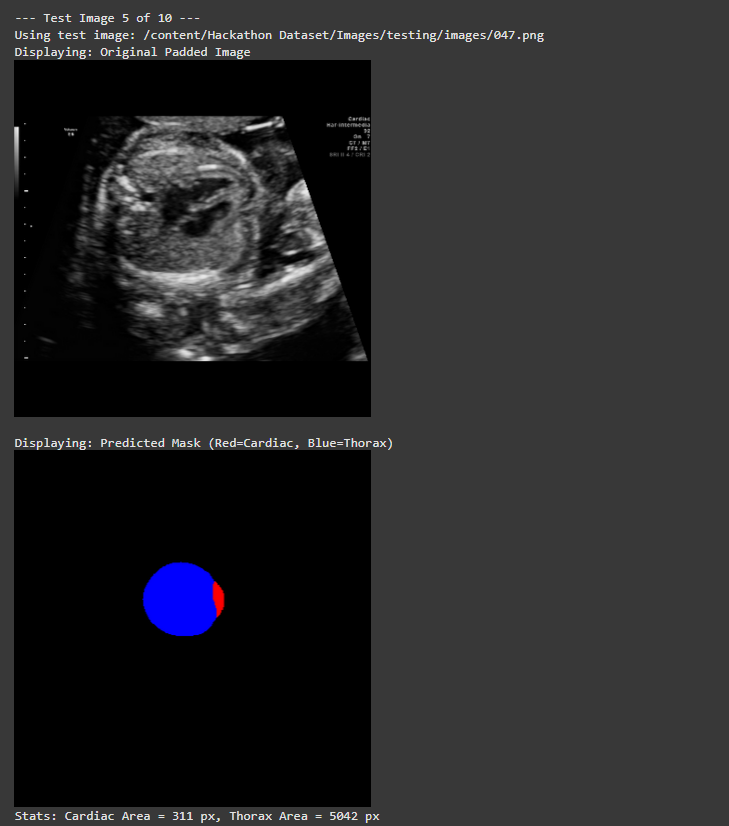 --- Test Image 5 of 10 ---
Using test image: /content/Hackathon Dataset/Images/testing/images/047.png
Displaying: Original Padded Image
Cardiac
Har-intermedia
Displaying: Predicted Mask (Red=Cardiac, Blue=Thorax)
Stats: Cardiac Area = 311 px, Thorax Area = 5042 px